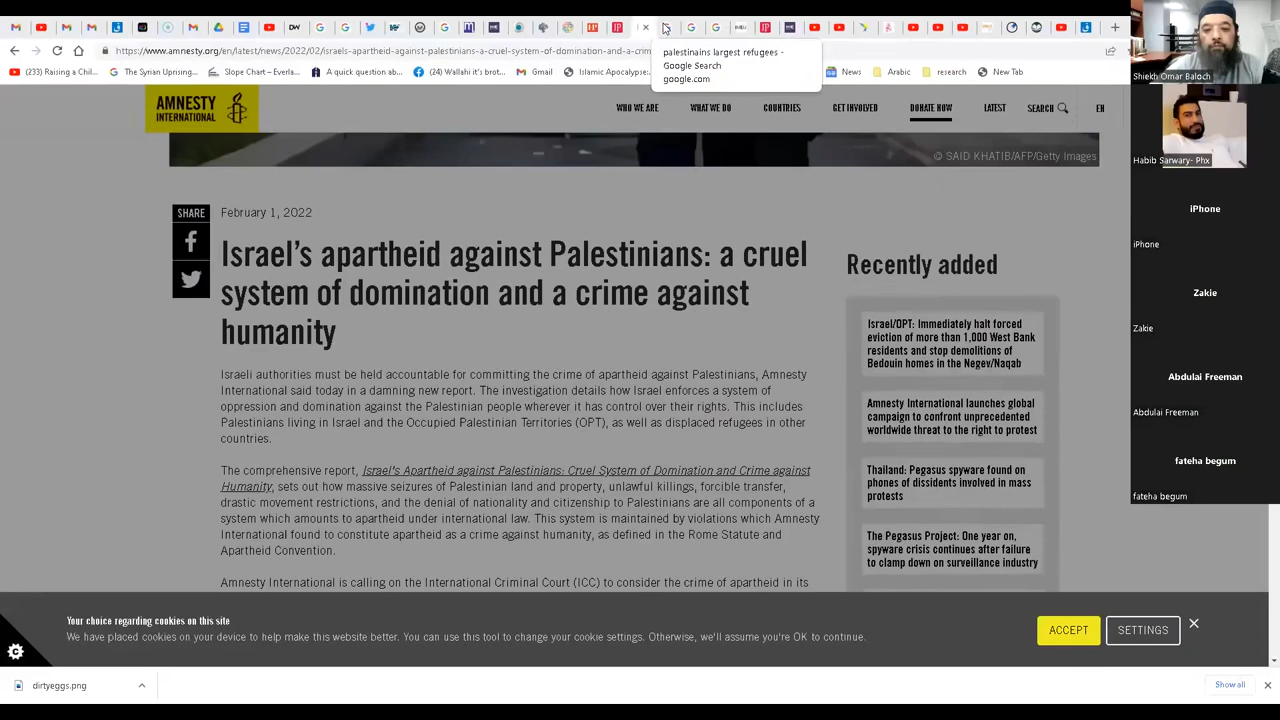 https://www.amnesty.org/en/latest/news/2022/02/israels-apartheid-against-palestinians-a-cruel-system-of-domination-and-a-crim
palestinains largest refugees -
Google Search
google.com
(233) Raising a Chil...
The Syrian Uprising...
Slope Chart – Everla...
A quick question ab...
(24) Wallahi it's brot...
Gmail
Islamic Apocalypse:...
News
Arabic
research
New Tab
AMNESTY
INTERNATIONAL
WHO WE ARE
WHAT WE DO
COUNTRIES
GET INVOLVED
DONATE NOW
LATEST
SEARCH
EN
© SAID KHATIB/AFP/Getty Images
SHARE
February 1, 2022
Israel's apartheid against Palestinians: a cruel
system of domination and a crime against
humanity
Israeli authorities must be held accountable for committing the crime of apartheid against Palestinians, Amnesty
International said today in a damning new report. The investigation details how Israel enforces a system of
oppression and domination against the Palestinian people wherever it has control over their rights. This includes
Palestinians living in Israel and the Occupied Palestinian Territories (OPT), as well as displaced refugees in other
countries.
The comprehensive report, Israel's Apartheid against Palestinians: Cruel System of Domination and Crime against
Humanity, sets out how massive seizures of Palestinian land and property, unlawful killings, forcible transfer,
drastic movement restrictions, and the denial of nationality and citizenship to Palestinians are all components of a
system which amounts to apartheid under international law. This system is maintained by violations which Amnesty
International found to constitute apartheid as a crime against humanity, as defined in the Rome Statute and
Apartheid Convention.
Amnesty International is calling on the International Criminal Court (ICC) to consider the crime of apartheid in its
Recently added
Israel/OPT: Immediately halt forced
eviction of more than 1,000 West Bank
residents and stop demolitions of
Bedouin homes in the Negev/Naqab
Amnesty International launches global
campaign to confront unprecedented
worldwide threat to the right to protest
Thailand: Pegasus spyware found on
phones of dissidents involved in mass
protests
The Pegasus Project: One year on,
spyware crisis continues after failure
to clamp down on surveillance industry
Your choice regarding cookies on this site
We have placed cookies on your device to help make this website better. You can use this tool to change your cookie settings. Otherwise, we'll assume you're OK to continue.
ACCEPT
SETTINGS
dirtyeggs.png
Show all
Shiekh Omar Baloch
Habib Sarwary- Phx
iPhone
iPhone
Zakie
Zakie
Abdulai Freeman
Abdulai Freeman
fateha begum
fateha begum